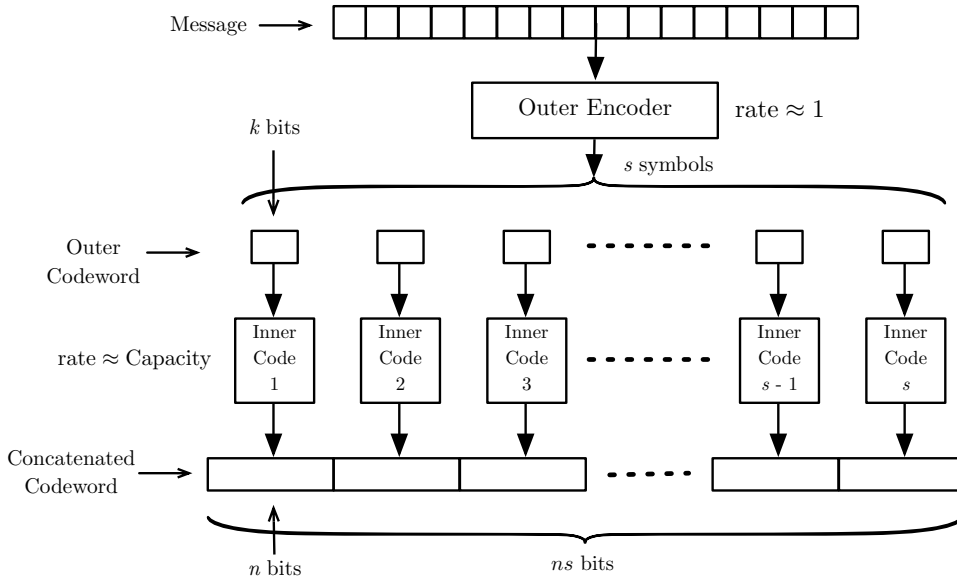 Message
Outer Encoder
rate ≈ 1
k bits
s symbols
Outer
Codeword
rate ≈ Capacity
Inner
Code
1
Inner
Code
2
Inner
Code
3
Inner
Code
s - 1
Inner
Code
s
Concatenated
Codeword
n bits
ns bits